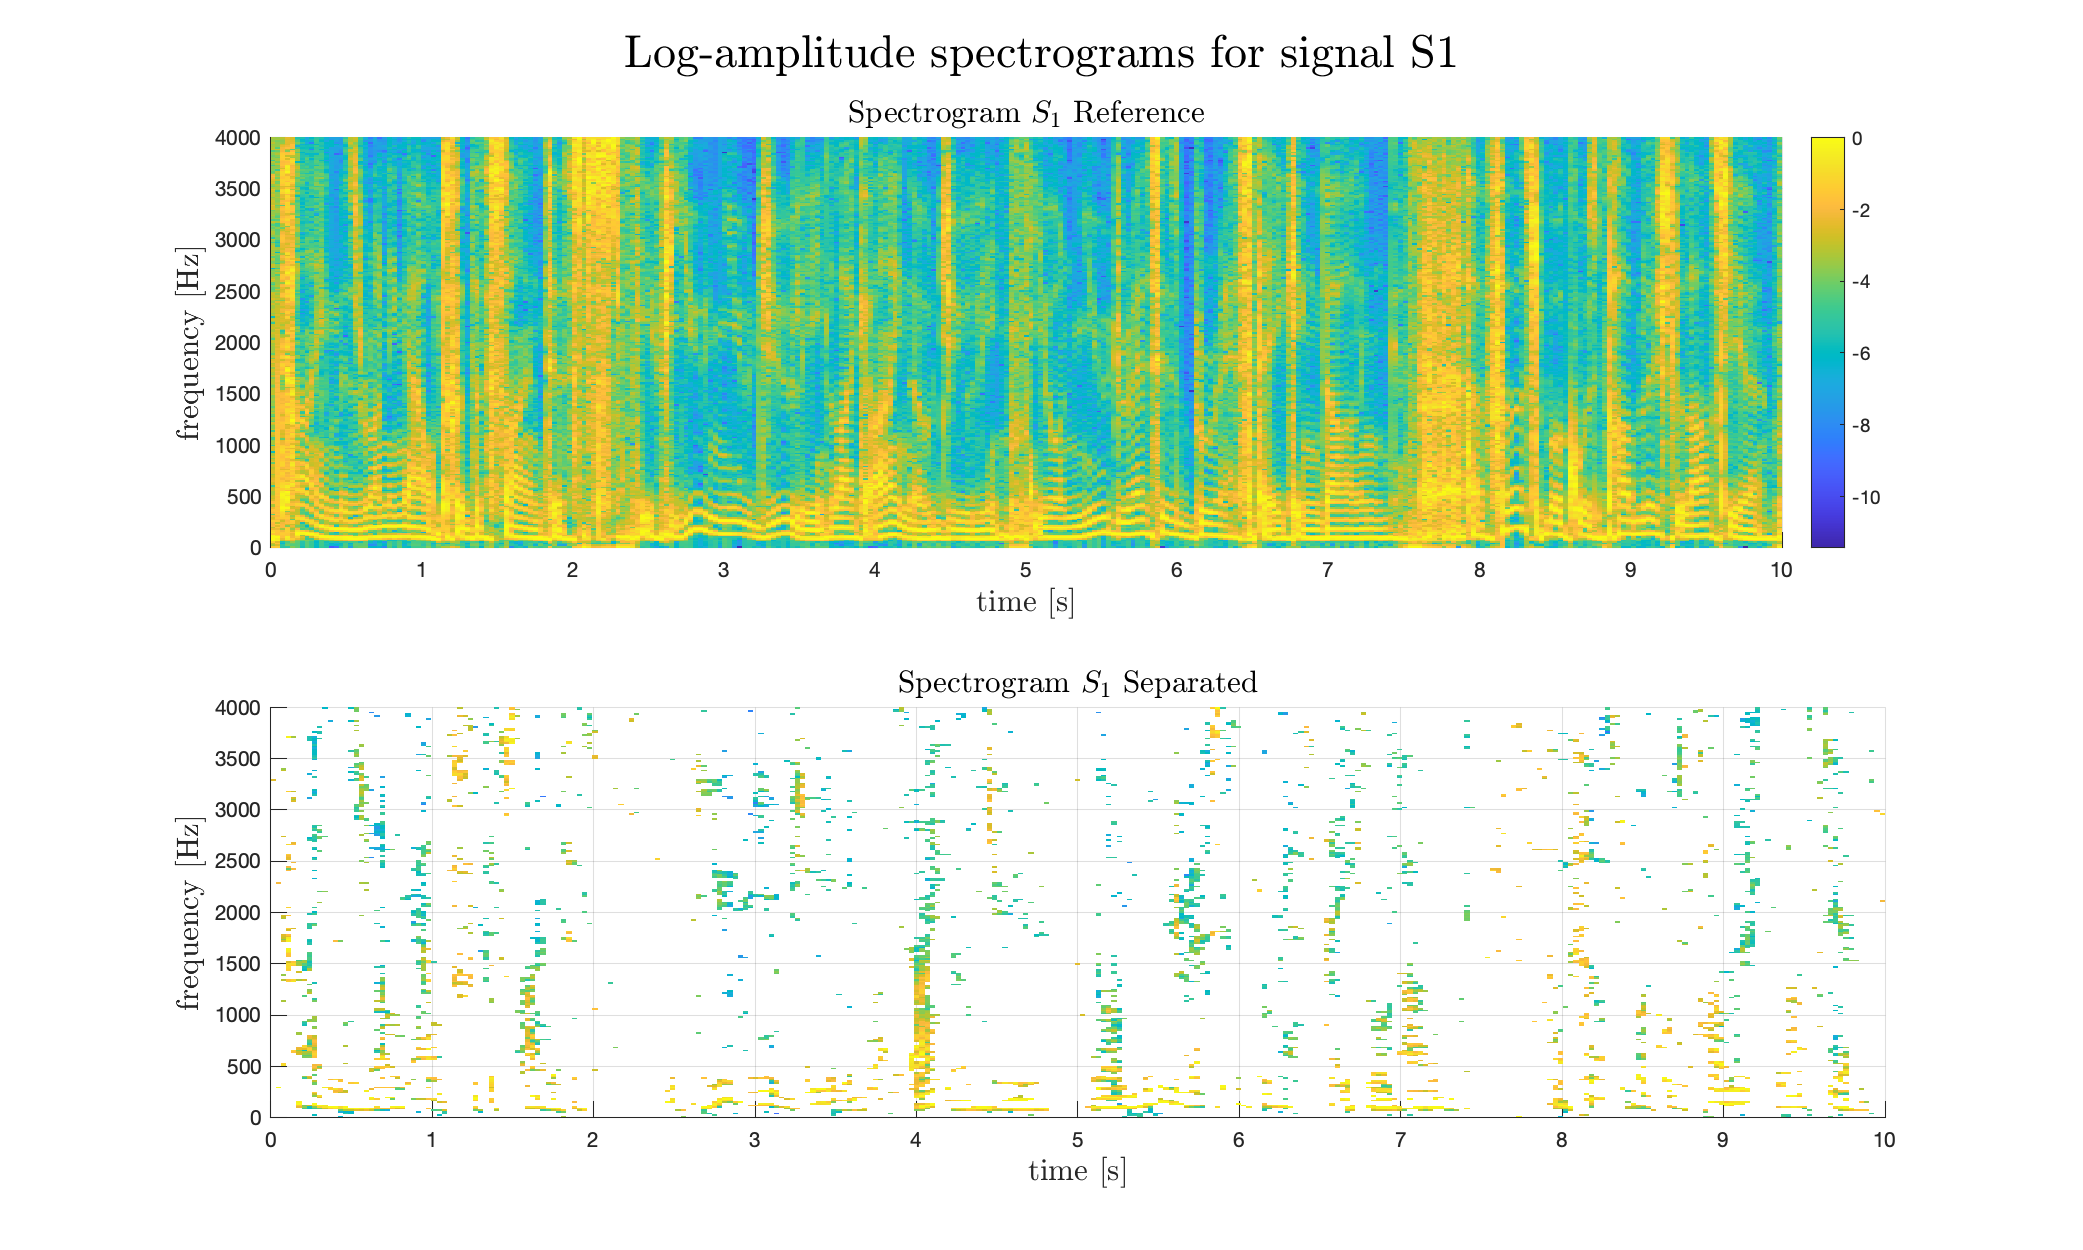 Log-amplitude spectrograms for signal S1
Spectrogram S₁ Reference
4000
3500
3000
2500
2000
1500
1000
500
0
frequency [Hz]
0 1 2 3 4 5 6 7 8 9 10
time [s]
0
-2
-4
-6
-8
-10
Spectrogram S₁ Separated
4000
3500
3000
2500
2000
1500
1000
500
0
frequency [Hz]
0 1 2 3 4 5 6 7 8 9 10
time [s]